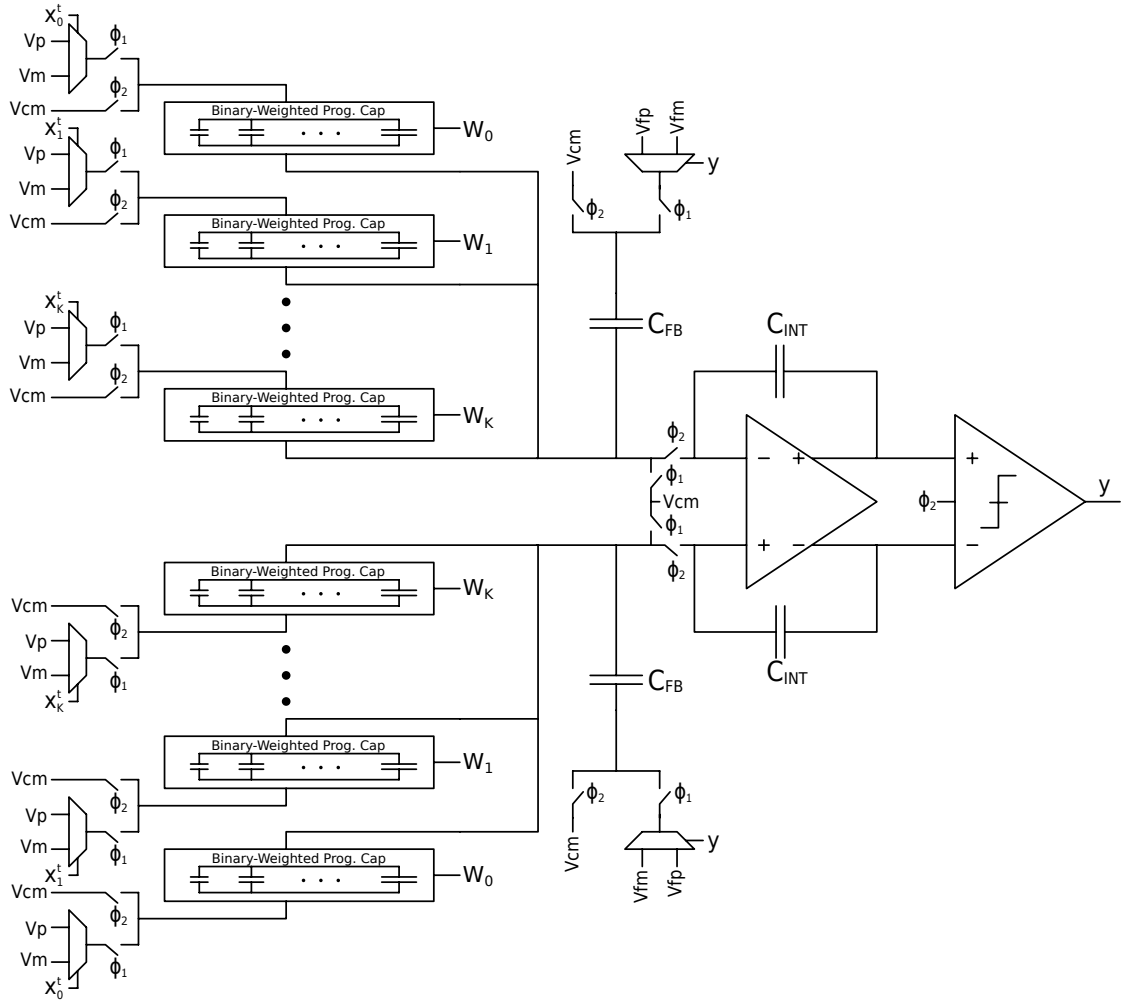 x₀ᵗ
Vp
ϕ₁
Vm
ϕ₂
Vcm
Binary-Weighted Prog. Cap
. . .
W₀
x₁ᵗ
Vp
ϕ₁
Vm
ϕ₂
Vcm
Binary-Weighted Prog. Cap
. . .
W₁
x_Kᵗ
Vp
ϕ₁
Vm
ϕ₂
Vcm
Binary-Weighted Prog. Cap
. . .
W_K
Vcm
Vfp
Vfm
y
ϕ₂
ϕ₁
C_FB
C_INT
ϕ₂
ϕ₁
Vcm
ϕ₁
ϕ₂
− +
+ −
+
ϕ₂
−
y
C_INT
Binary-Weighted Prog. Cap
. . .
W_K
Vcm
ϕ₂
Vp
Vm
ϕ₁
x_Kᵗ
C_FB
Binary-Weighted Prog. Cap
. . .
W₁
Vcm
ϕ₂
Vp
Vm
ϕ₁
x₁ᵗ
ϕ₂
ϕ₁
Vcm
y
Vfm
Vfp
Binary-Weighted Prog. Cap
. . .
W₀
Vcm
ϕ₂
Vp
Vm
ϕ₁
x₀ᵗ